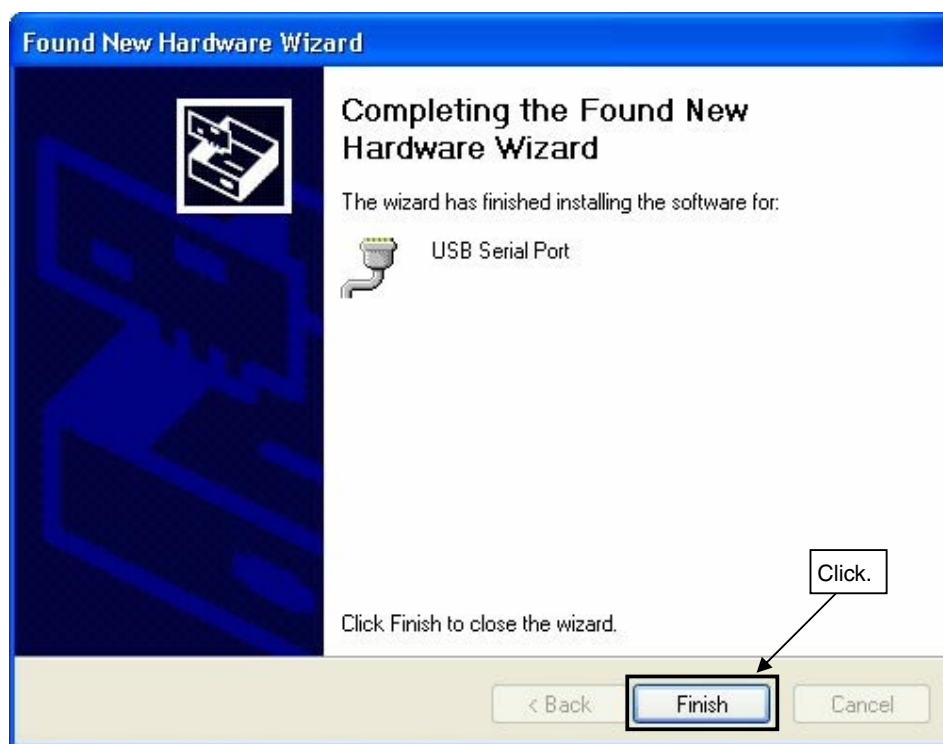 Found New Hardware Wizard
Completing the Found New
Hardware Wizard
The wizard has finished installing the software for:
USB Serial Port
Click.
Click Finish to close the wizard.
< Back
Finish
Cancel